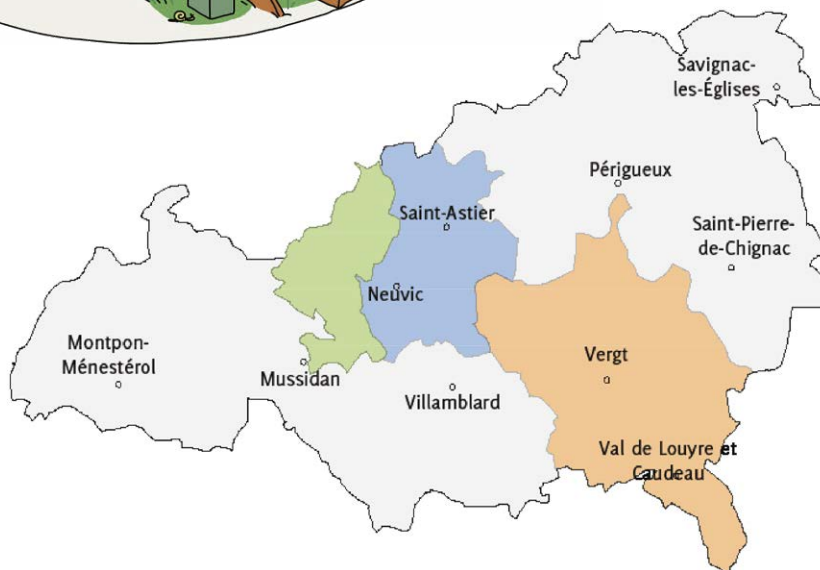 Savignac-
les-Églises
Périgueux
Saint-Astier
Saint-Pierre-
de-Chignac
Neuvic
Montpon-
Ménestérol
Vergt
Mussidan
Villamblard
Val de Louyre et
Caudeau